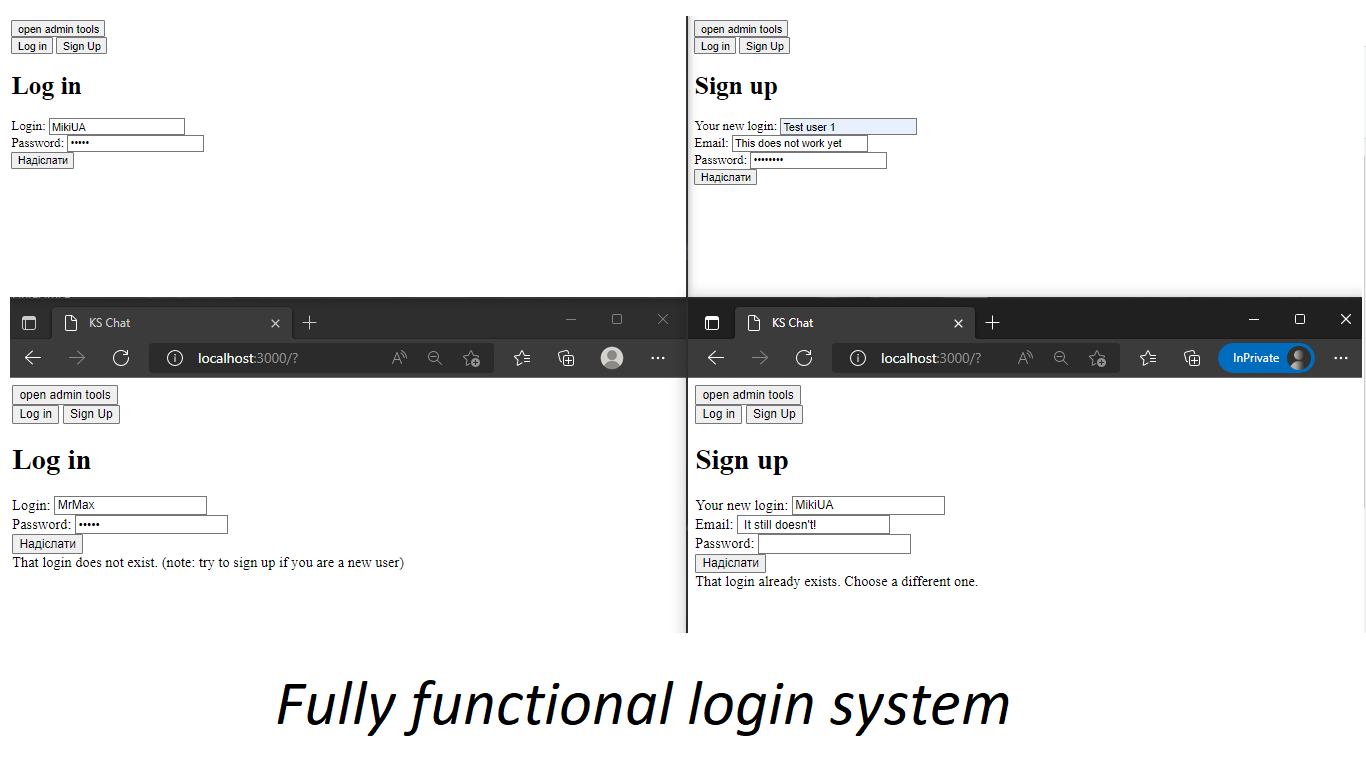 open admin tools
Log in Sign Up
Log in
Login: MikiUA
Password: •••••
Надіслати
open admin tools
Log in Sign Up
Sign up
Your new login: Test user 1
Email: This does not work yet
Password: ••••••••
Надіслати
KS Chat
localhost:3000/?
open admin tools
Log in Sign Up
Log in
Login: MrMax
Password: •••••
Надіслати
That login does not exist. (note: try to sign up if you are a new user)
KS Chat
localhost:3000/?
InPrivate
open admin tools
Log in Sign Up
Sign up
Your new login: MikiUA
Email: It still doesn't!
Password:
Надіслати
That login already exists. Choose a different one.
Fully functional login system